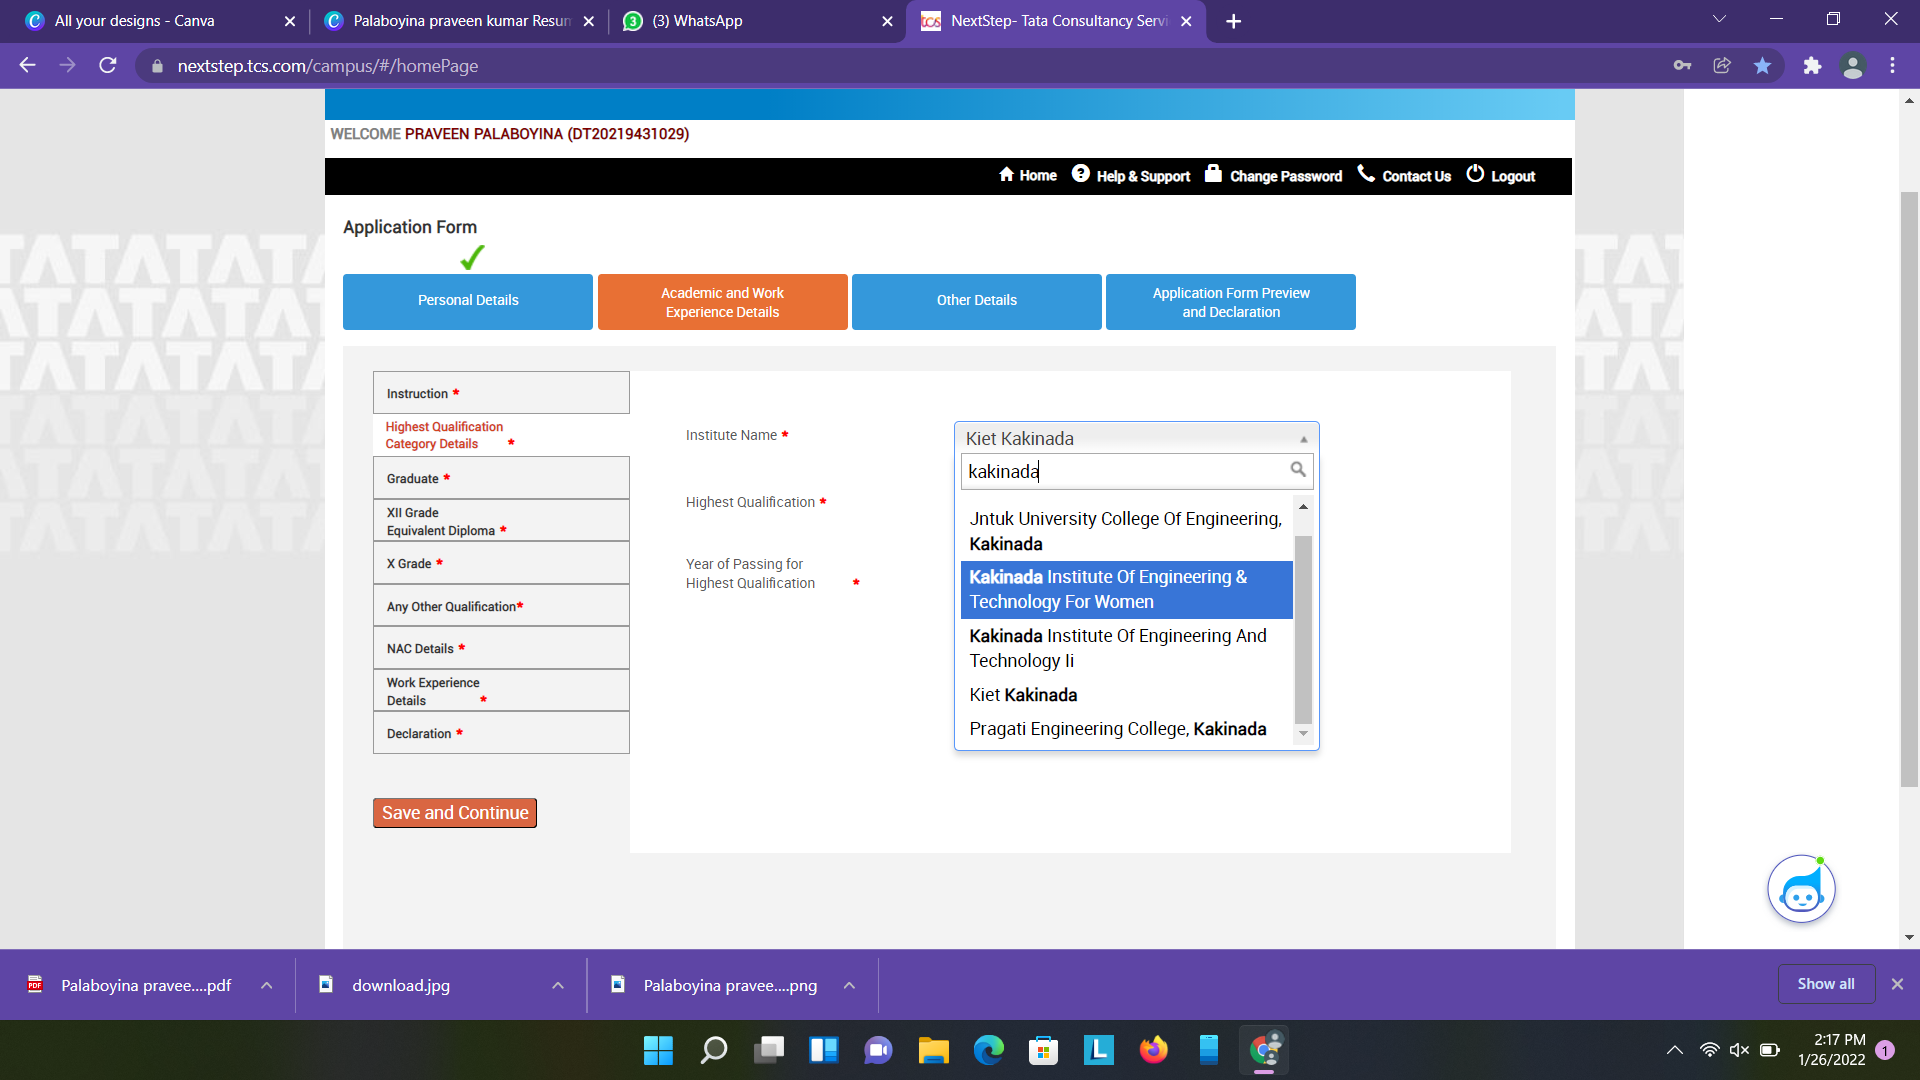 All your designs - Canva
Palaboyina praveen kumar Resum
(3) WhatsApp
NextStep- Tata Consultancy Servi
nextstep.tcs.com/campus/#/homePage
WELCOME PRAVEEN PALABOYINA (DT20219431029)
Home
Help & Support
Change Password
Contact Us
Logout
Application Form
Personal Details
Academic and Work
Experience Details
Other Details
Application Form Preview
and Declaration
Instruction *
Highest Qualification
Category Details *
Graduate *
XII Grade
Equivalent Diploma *
X Grade *
Any Other Qualification*
NAC Details *
Work Experience
Details *
Declaration *
Save and Continue
Institute Name *
Highest Qualification *
Year of Passing for
Highest Qualification *
Kiet Kakinada
kakinada
Jntuk University College Of Engineering,
Kakinada
Kakinada Institute Of Engineering &
Technology For Women
Kakinada Institute Of Engineering And
Technology Ii
Kiet Kakinada
Pragati Engineering College, Kakinada
Palaboyina pravee....pdf
download.jpg
Palaboyina pravee....png
Show all
2:17 PM
1/26/2022
1